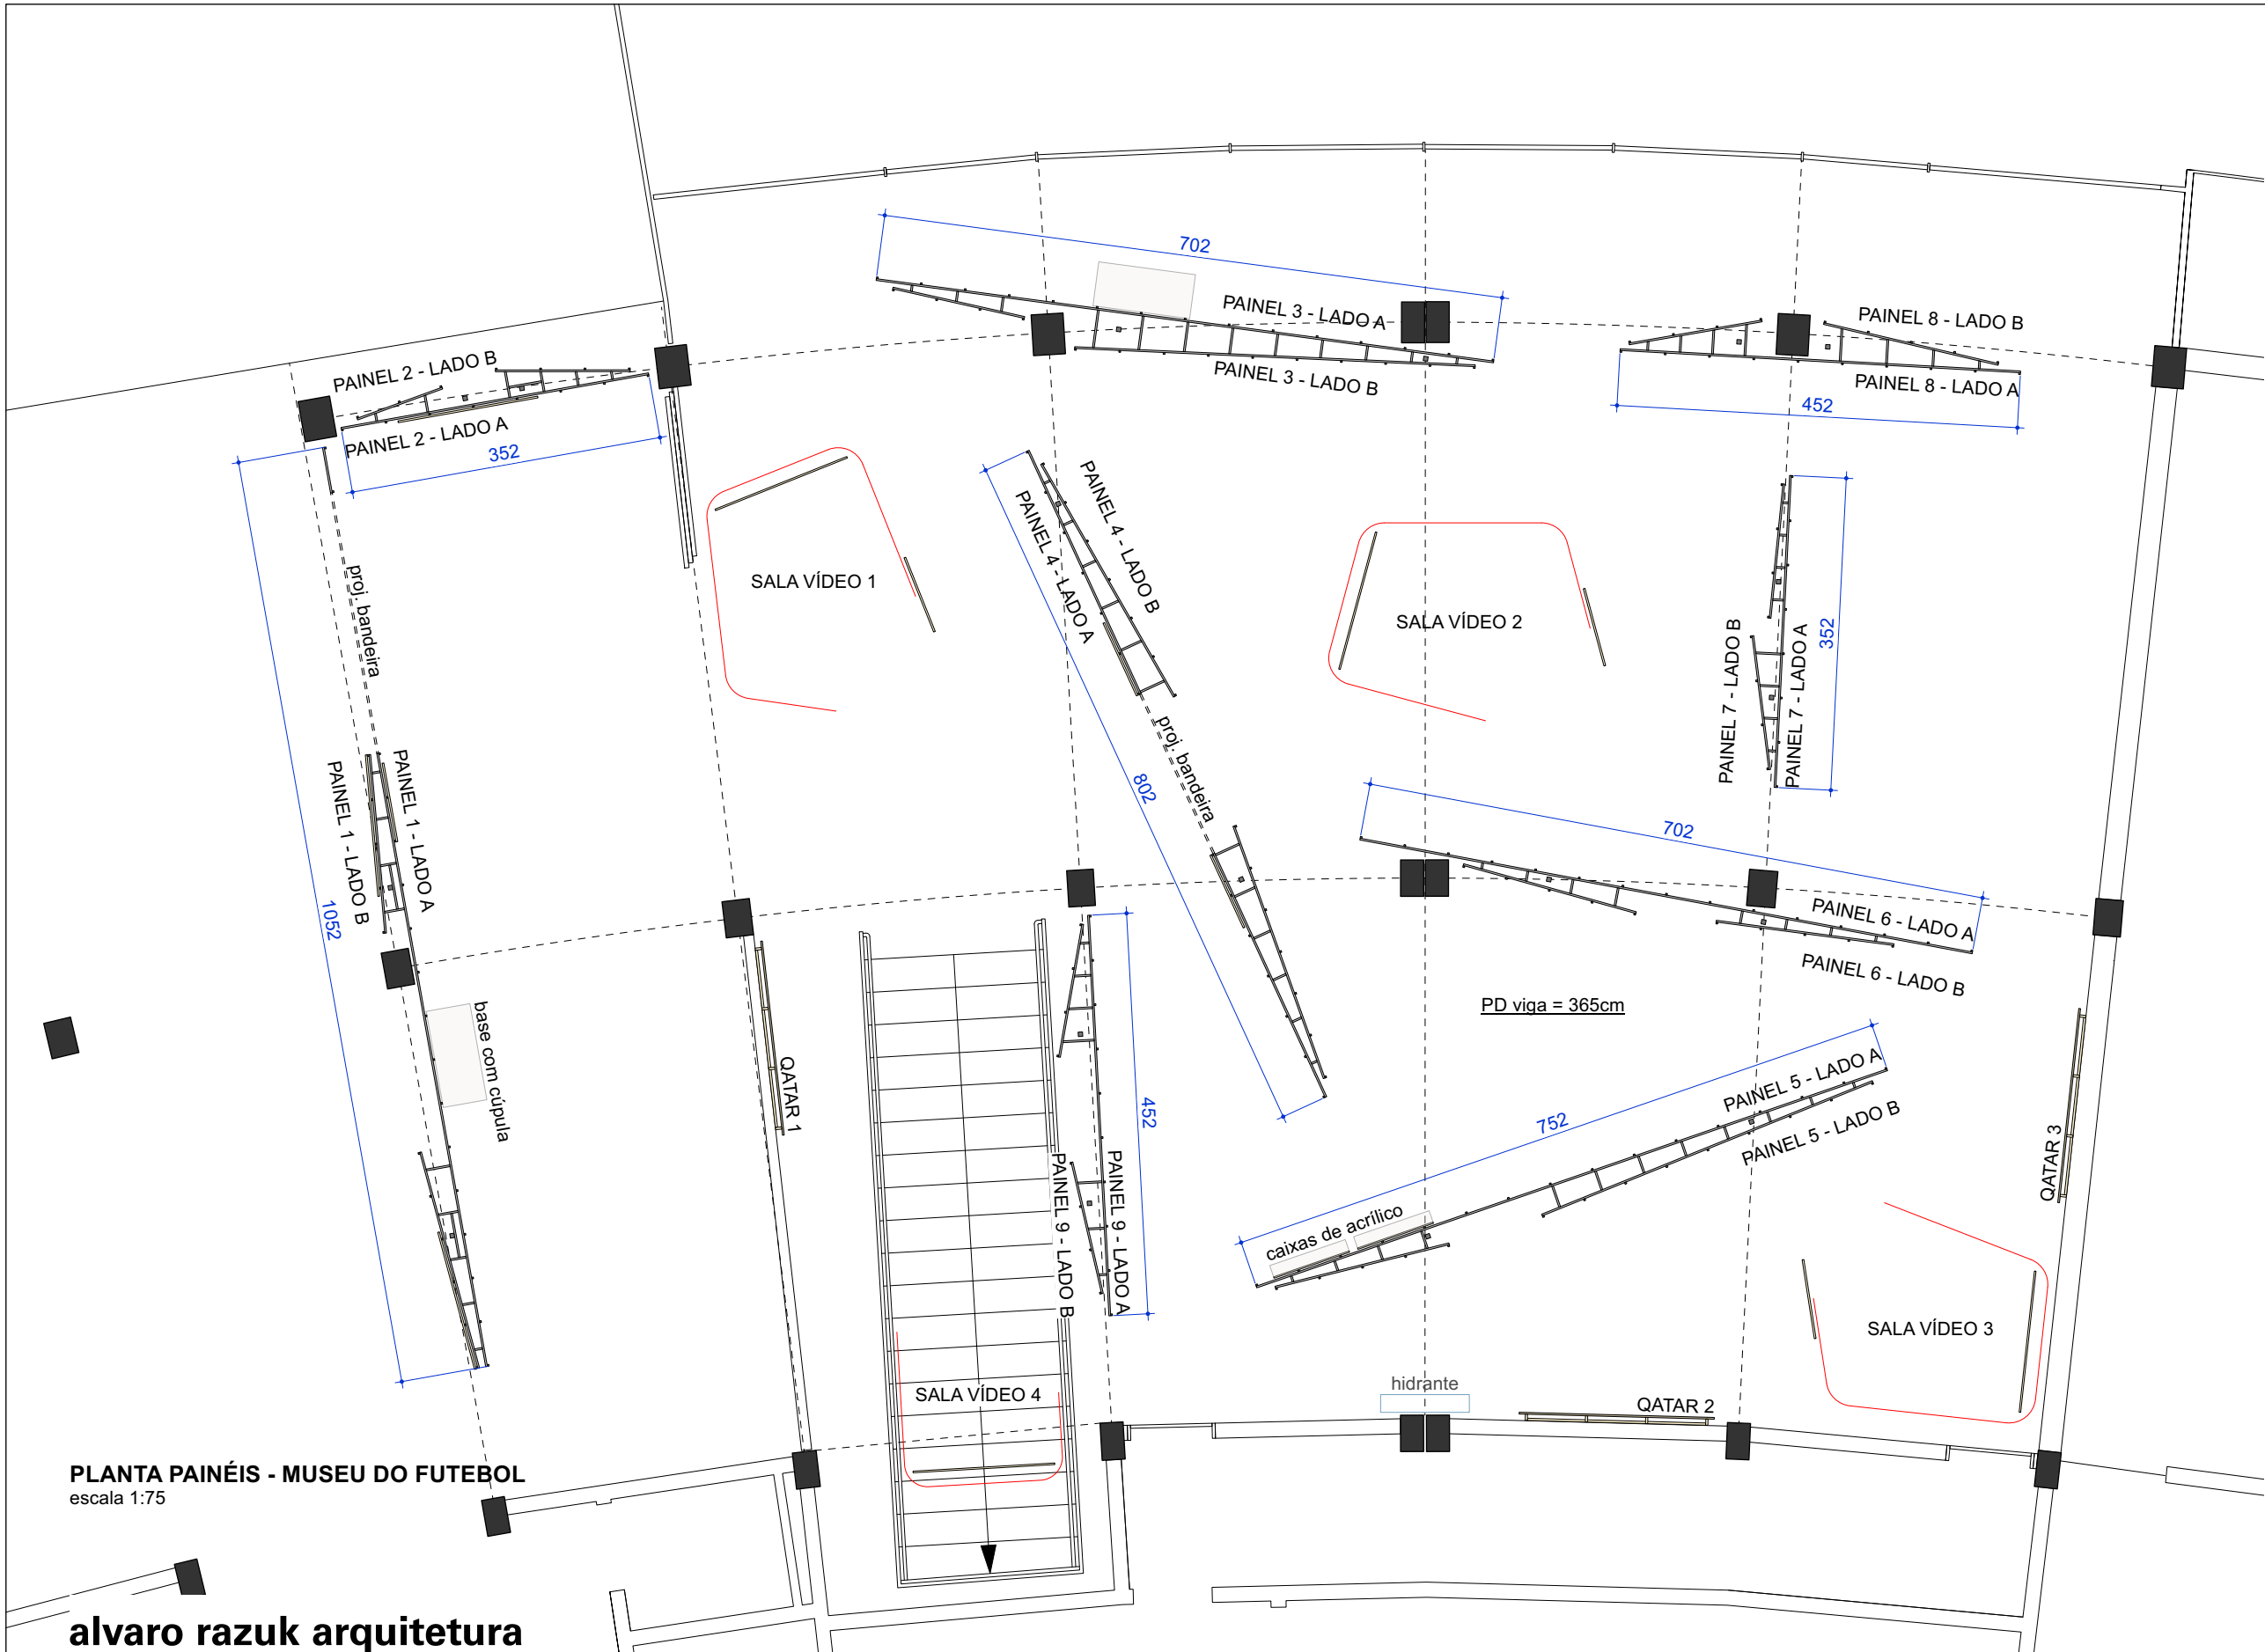 702
PAINEL 3 - LADO A
PAINEL 3 - LADO B
PAINEL 8 - LADO B
PAINEL 8 - LADO A
452
PAINEL 2 - LADO B
PAINEL 2 - LADO A
352
PAINEL 4 - LADO B
PAINEL 4 - LADO A
SALA VÍDEO 1
SALA VÍDEO 2
proj. bandeira
352
PAINEL 7 - LADO B
PAINEL 7 - LADO A
proj. bandeira
802
PAINEL 1 - LADO A
PAINEL 1 - LADO B
1052
702
PAINEL 6 - LADO A
PAINEL 6 - LADO B
PD viga = 365cm
base com cúpula
QATAR 1
452
PAINEL 9 - LADO B
PAINEL 9 - LADO A
752
PAINEL 5 - LADO A
PAINEL 5 - LADO B
QATAR 3
caixas de acrílico
SALA VÍDEO 3
SALA VÍDEO 4
hidrante
QATAR 2
PLANTA PAINÉIS - MUSEU DO FUTEBOL
escala 1:75
alvaro razuk arquitetura